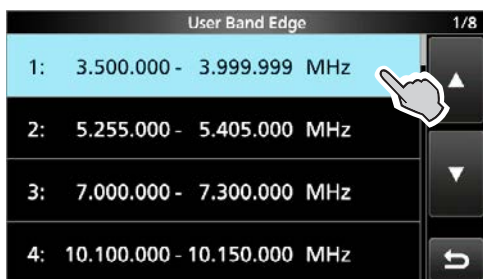 User Band Edge 1/8
1: 3.500.000 - 3.999.999 MHz
2: 5.255.000 - 5.405.000 MHz
3: 7.000.000 - 7.300.000 MHz
4: 10.100.000 - 10.150.000 MHz